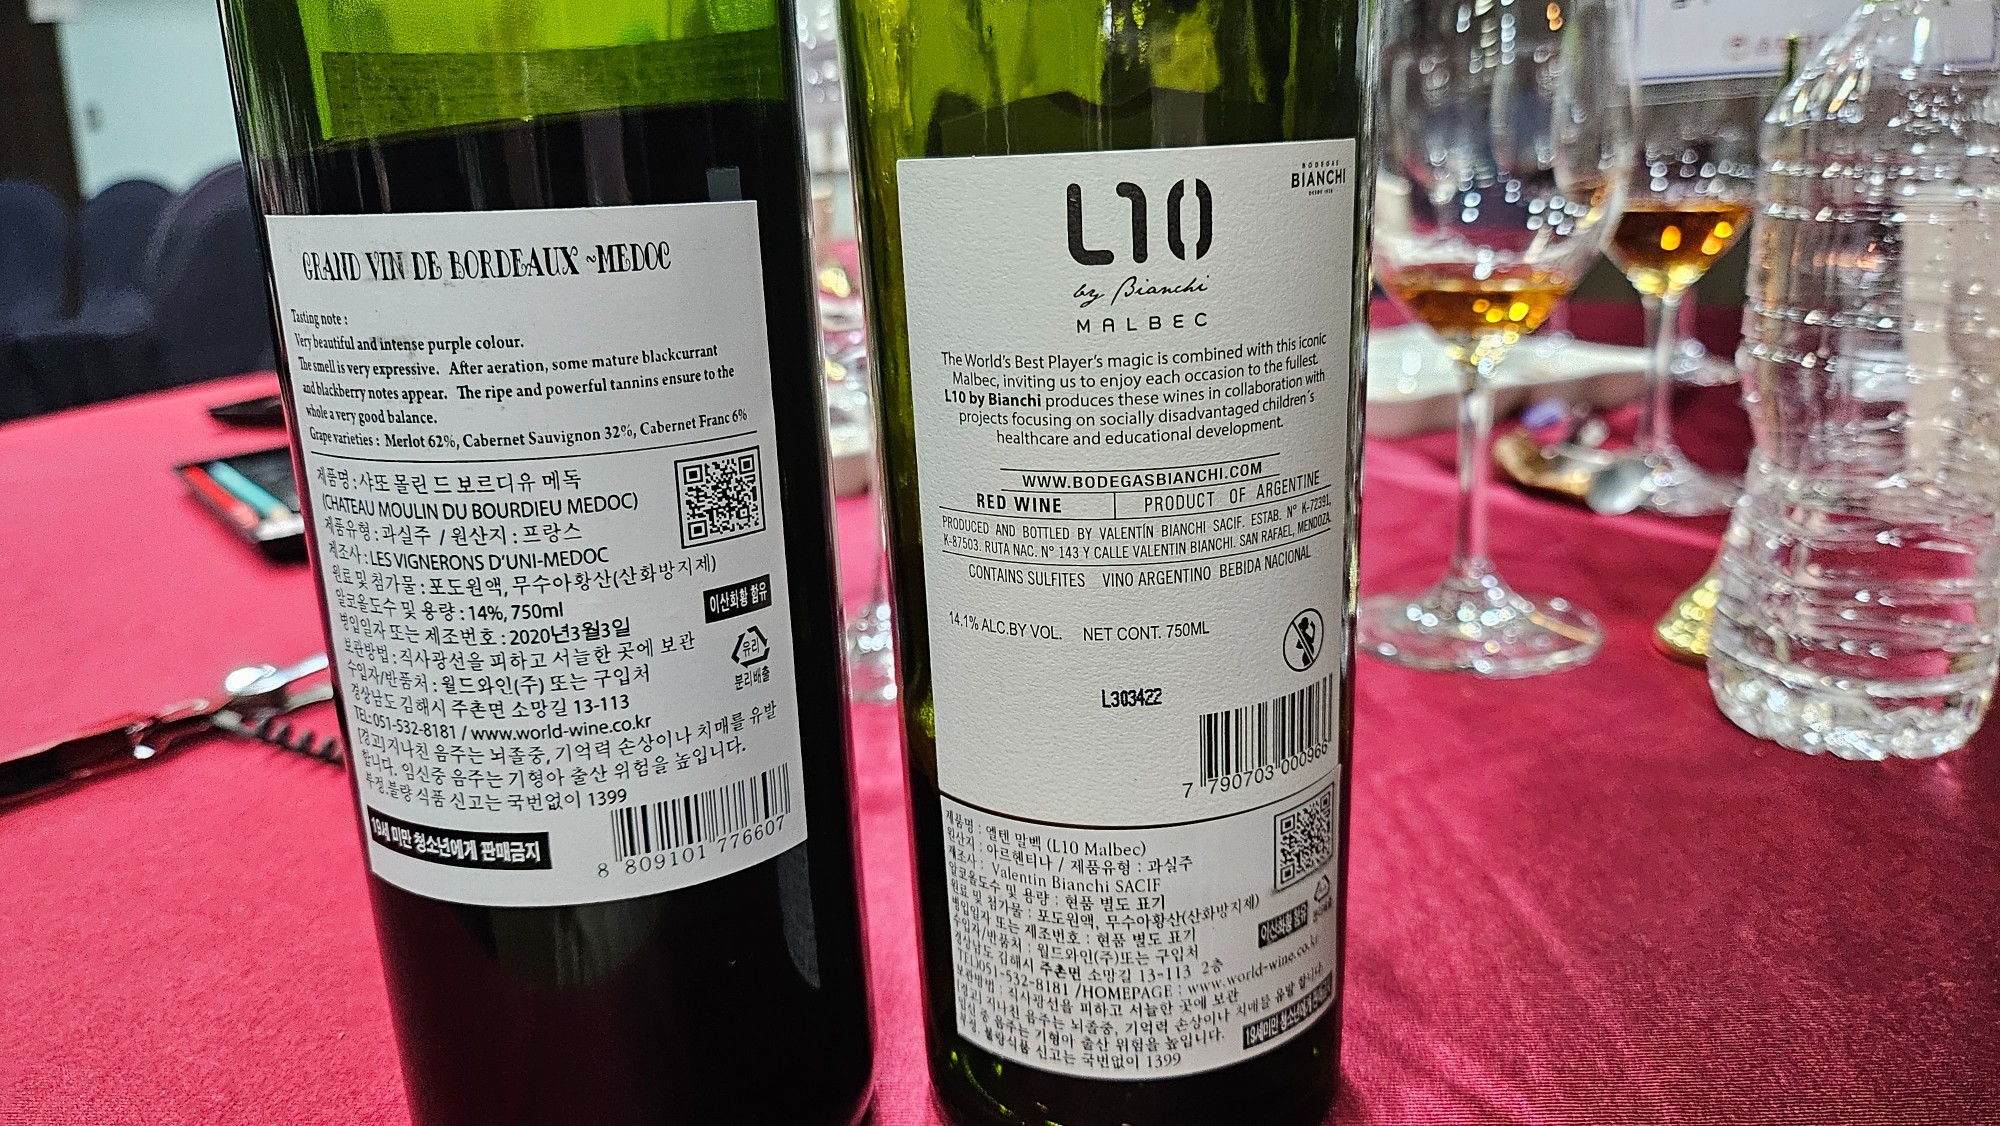 GRAND VIN DE BORDEAUX ~MEDOC
Tasting note :
Very beautiful and intense purple colour.
The smell is very expressive. After aeration, some mature blackcurrant
and blackberry notes appear. The ripe and powerful tannins ensure to the
whole a very good balance.
Grape varieties : Merlot 62%, Cabernet Sauvignon 32%, Cabernet Franc 6%
제품명 : 샤또 몰린 드 보르디유 메독
(CHATEAU MOULIN DU BOURDIEU MEDOC)
제품유형 : 과실주 / 원산지 : 프랑스
제조사 : LES VIGNERONS D'UNI-MEDOC
원료 및 첨가물 : 포도원액, 무수아황산(산화방지제)
알코올도수 및 용량 : 14%, 750ml
병입일자 또는 제조번호 : 2020년3월3일
보관방법 : 직사광선을 피하고 서늘한 곳에 보관
수입자/반품처 : 월드와인(주) 또는 구입처
경상남도 김해시 주촌면 소망길 13-113
TEL:051-532-8181 / www.world-wine.co.kr
[경고] 지나친 음주는 뇌졸중, 기억력 손상이나 치매를 유발
합니다. 임신중 음주는 기형아 출산 위험을 높입니다.
부정.불량 식품 신고는 국번없이 1399
이산화황 함유
유리
분리배출
19세 미만 청소년에게 판매금지
8 809101 776607
BODEGAS
BIANCHI
DESDE 1928
L10
by Bianchi
MALBEC
The World's Best Player's magic is combined with this iconic
Malbec, inviting us to enjoy each occasion to the fullest.
L10 by Bianchi produces these wines in collaboration with
projects focusing on socially disadvantaged children´s
healthcare and educational development.
WWW.BODEGASBIANCHI.COM
RED WINE PRODUCT OF ARGENTINE
PRODUCED AND BOTTLED BY VALENTÍN BIANCHI SACIF. ESTAB. N° K-72391,
K-87503. RUTA NAC. N° 143 Y CALLE VALENTIN BIANCHI. SAN RAFAEL, MENDOZA.
CONTAINS SULFITES VINO ARGENTINO BEBIDA NACIONAL
14.1% ALC.BY VOL. NET CONT. 750ML
L303422
7 790703 000966
제품명 : 엘텐 말벡 (L10 Malbec)
원산지 : 아르헨티나 / 제품유형 : 과실주
제조사 : Valentin Bianchi SACIF
알코올도수 및 용량 : 현품 별도 표기
원료 및 첨가물 : 포도원액, 무수아황산(산화방지제)
병입일자 또는 제조번호 : 현품 별도 표기
수입자/반품처 : 월드와인(주)또는 구입처
경상남도 김해시 주촌면 소망길 13-113 2층
TEL)051-532-8181 /HOMEPAGE : www.world-wine.co.kr
보관방법 : 직사광선을 피하고 서늘한 곳에 보관
[경고] 지나친 음주는 뇌졸중, 기억력 손상이나 치매를 유발 합니다.
임신 중 음주는 기형아 출산 위험을 높입니다.
부정. 불량식품 신고는 국번없이 1399
이산화황 함유
19세미만 청소년에게 판매금지